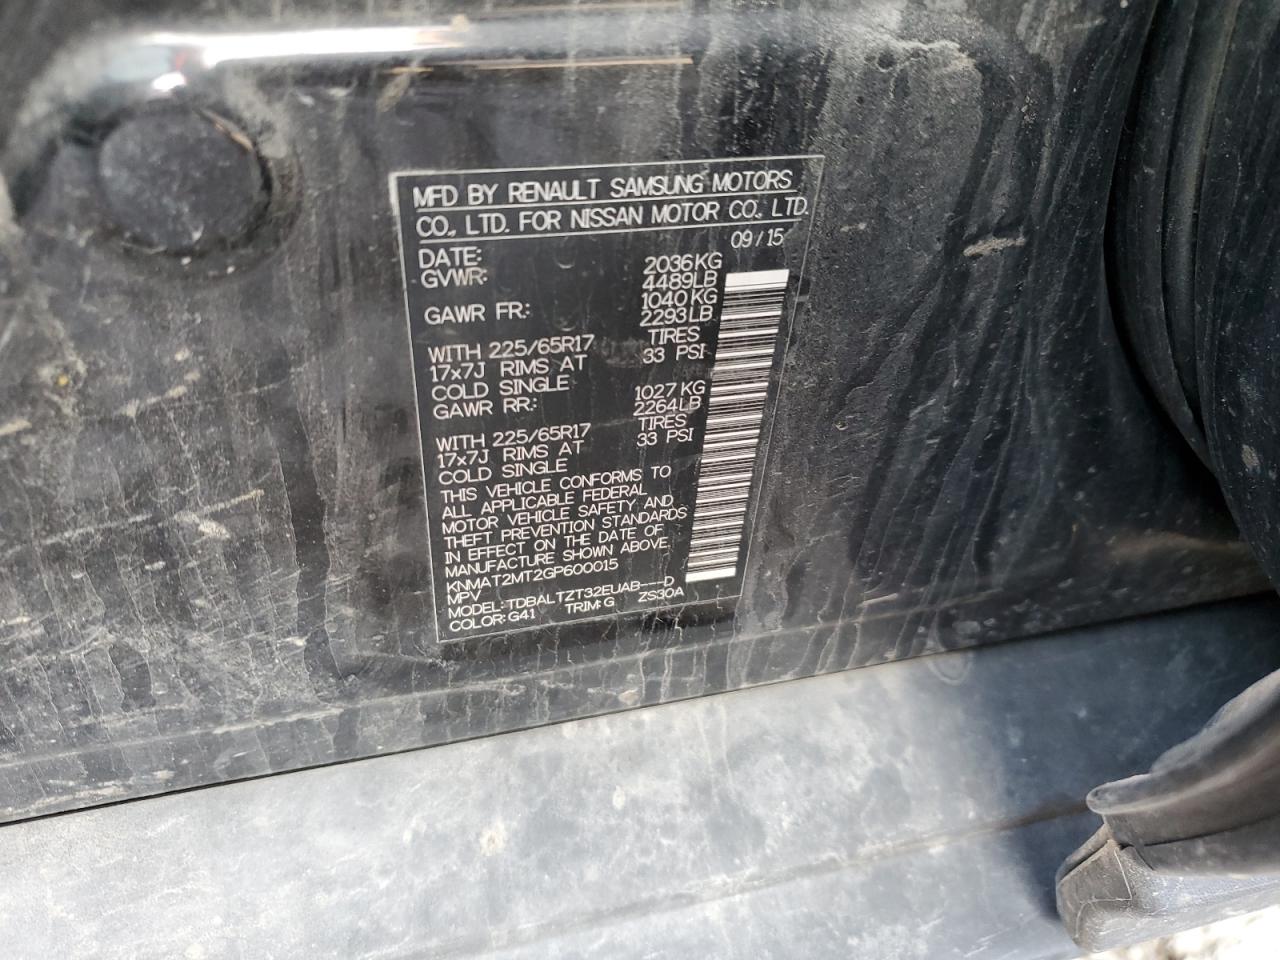 MFD BY RENAULT SAMSUNG MOTORS
CO., LTD. FOR NISSAN MOTOR CO., LTD.
DATE: 09/15
GVWR: 2036KG
4489LB
GAWR FR.: 1040KG
2293LB
WITH 225/65R17 TIRES
17x7J RIMS AT 33 PSI
COLD SINGLE
GAWR RR.: 1027KG
2264LB
WITH 225/65R17 TIRES
17x7J RIMS AT 33 PSI
COLD SINGLE
THIS VEHICLE CONFORMS TO
ALL APPLICABLE FEDERAL
MOTOR VEHICLE SAFETY AND
THEFT PREVENTION STANDARDS
IN EFFECT ON THE DATE OF
MANUFACTURE SHOWN ABOVE.
KNMAT2MT2GP600015
MPV
MODEL: TDBALTZT32EUAB---D
COLOR: G41 TRIM: G ZS30A